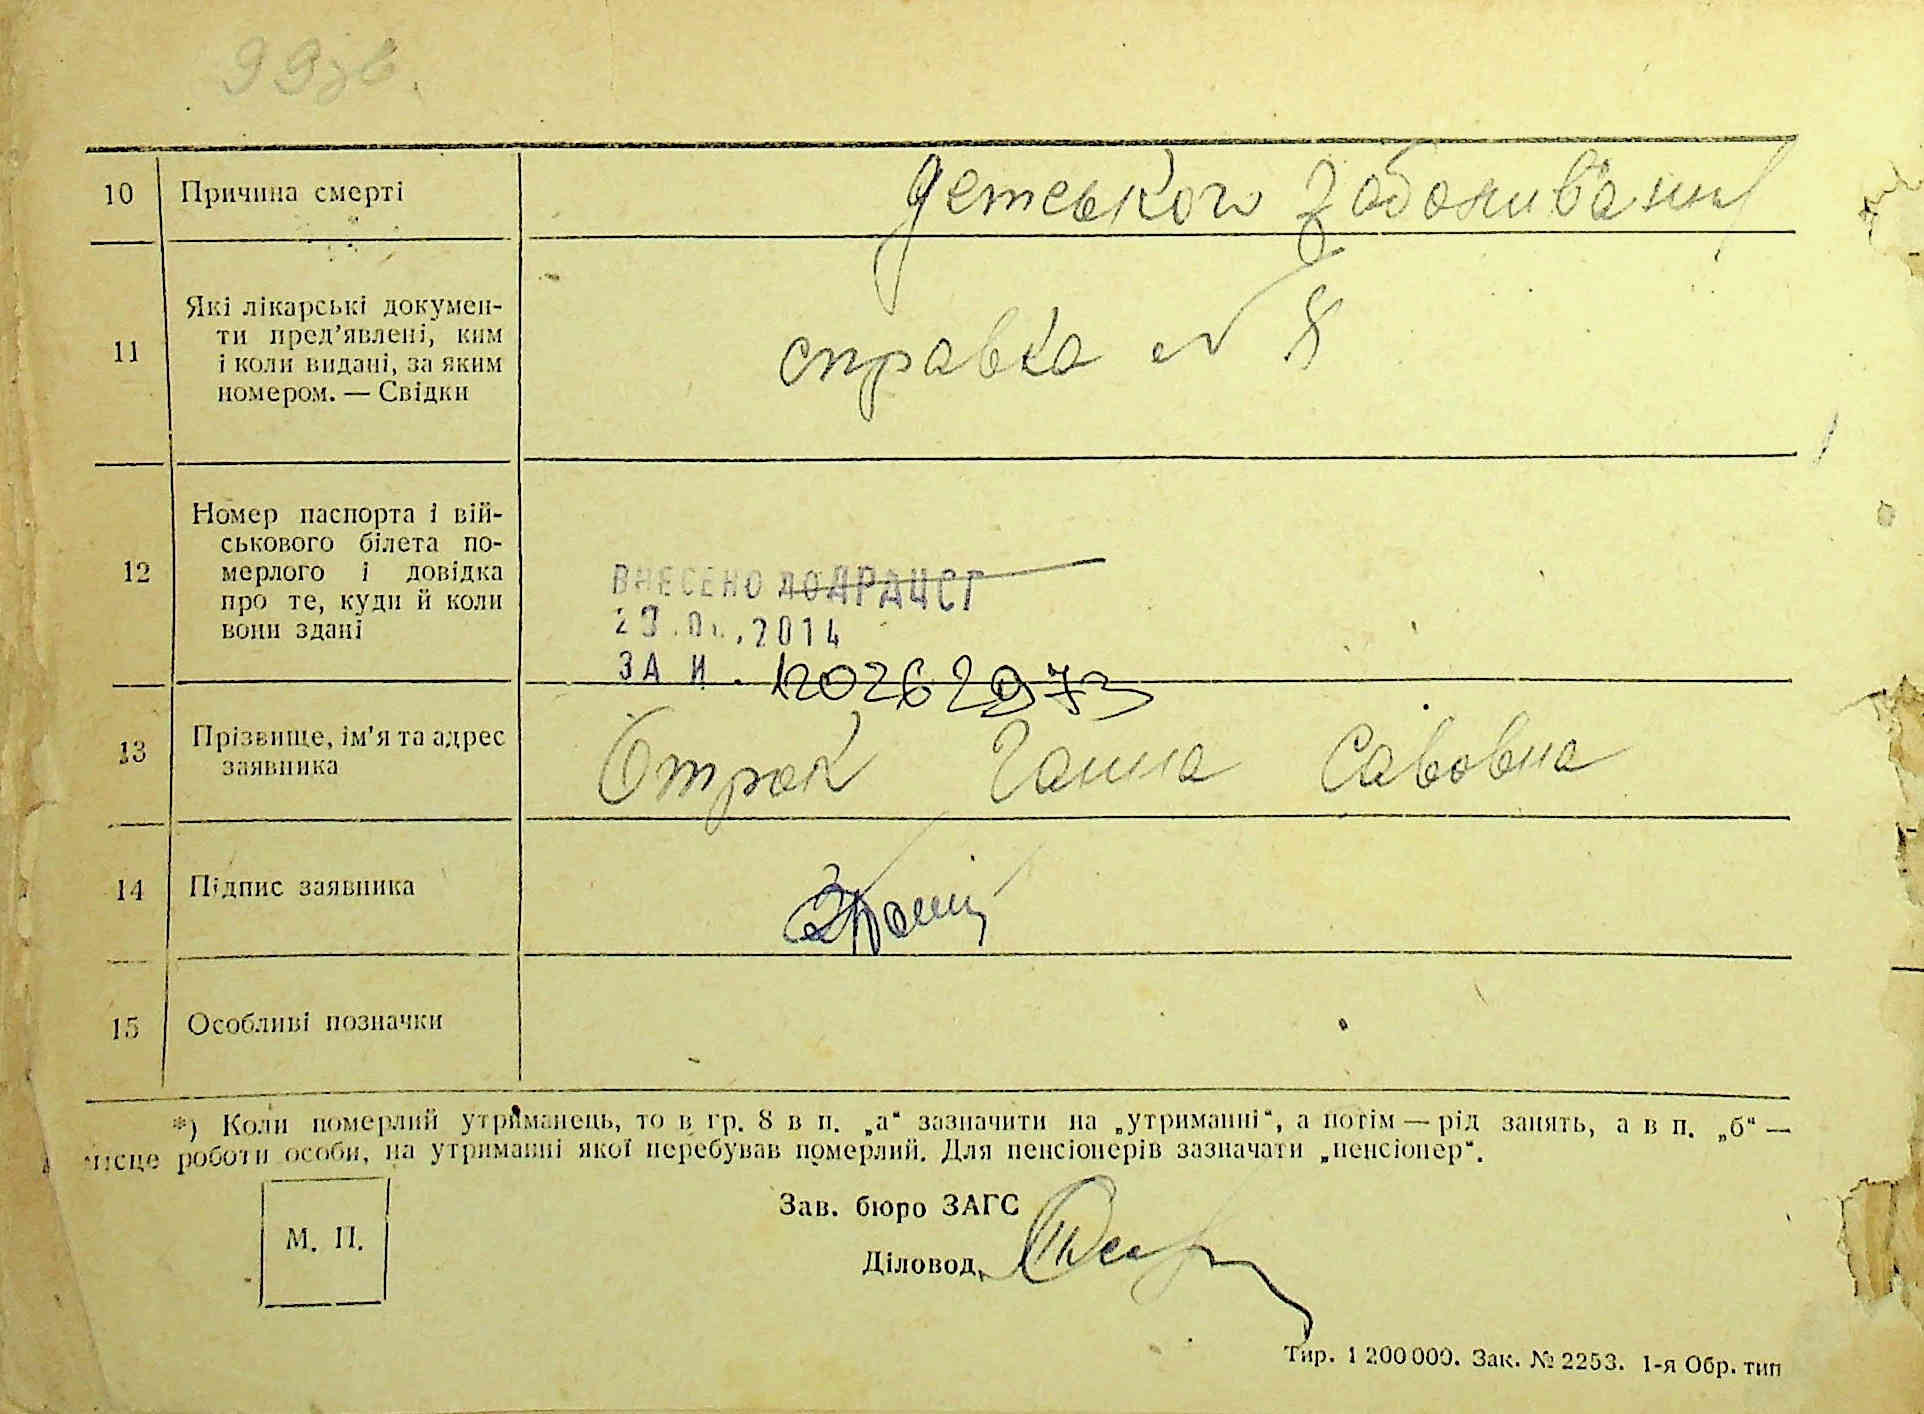 99зв.
10 Причина смерті детського заболивания
11 Які лікарські докумен-
ти пред'явлені, ким
і коли видані, за яким
номером. — Свідки
справка № 8
12 Номер паспорта і вій-
ськового білета по-
мерлого і довідка
про те, куди й коли
вони здані
ВНЕСЕНО ДО ДРАЦСГ
2014
ЗА И. 120262973
13 Прізвище, ім'я та адрес
заявника
Отрок Ганна Савовна
14 Підпис заявника
15 Особливі позначки
*) Коли померлий утриманець, то в гр. 8 в п. „а“ зазначити на „утриманні“, а потім — рід занять, а в п. „б“ —
місце роботи особи, на утриманні якої перебував померлий. Для пенсіонерів зазначати „пенсіонер“.
М. П.
Зав. бюро ЗАГС
Діловод
Тир. 1 200 000. Зак. № 2253. 1-я Обр. тип